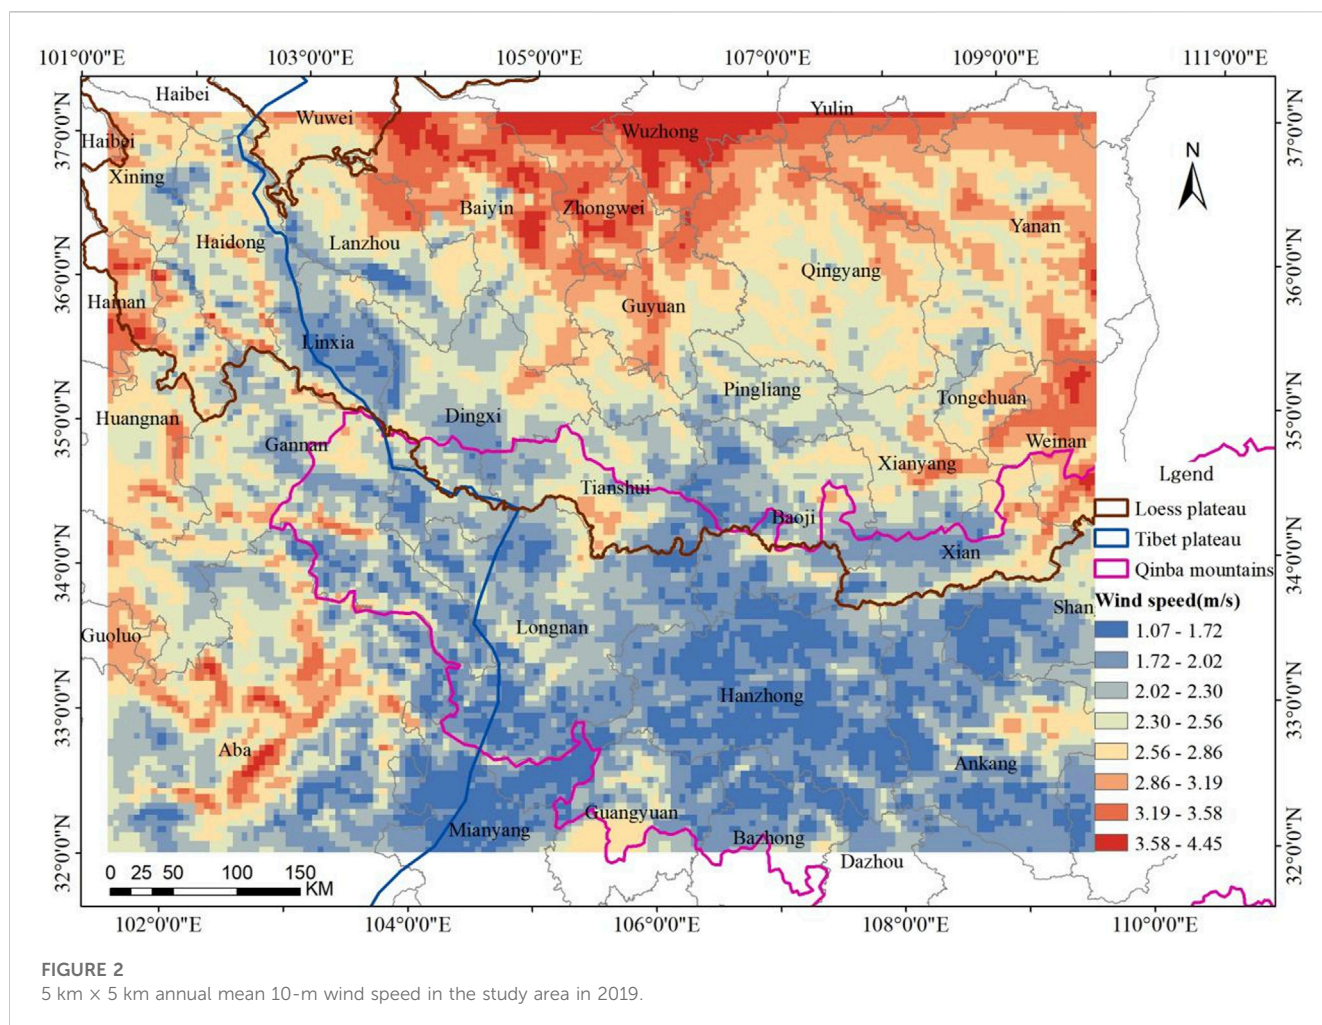 101°0'0"E 103°0'0"E 105°0'0"E 107°0'0"E 109°0'0"E 111°0'0"E
37°0'0"N
36°0'0"N
35°0'0"N
34°0'0"N
33°0'0"N
32°0'0"N
Haibei
Wuwei
Yulin
Wuzhong
Haibei
Xining
Baiyin
Zhongwei
Yanan
Haidong
Lanzhou
Qingyang
Hainan
Guyuan
Linxia
Pingliang
Tongchuan
Huangnan
Dingxi
Gannan
Weinan
Xianyang
Tianshui
Baoji
Xian
Guoluo
Longnan
Shan
Hanzhong
Aba
Ankang
Guangyuan
Mianyang
Bazhong
Dazhou
N
Lgend
Loess plateau
Tibet plateau
Qinba mountains
Wind speed(m/s)
1.07 - 1.72
1.72 - 2.02
2.02 - 2.30
2.30 - 2.56
2.56 - 2.86
2.86 - 3.19
3.19 - 3.58
3.58 - 4.45
0 25 50 100 150
KM
37°0'0"N
36°0'0"N
35°0'0"N
34°0'0"N
33°0'0"N
32°0'0"N
102°0'0"E 104°0'0"E 106°0'0"E 108°0'0"E 110°0'0"E
FIGURE 2
5 km × 5 km annual mean 10-m wind speed in the study area in 2019.